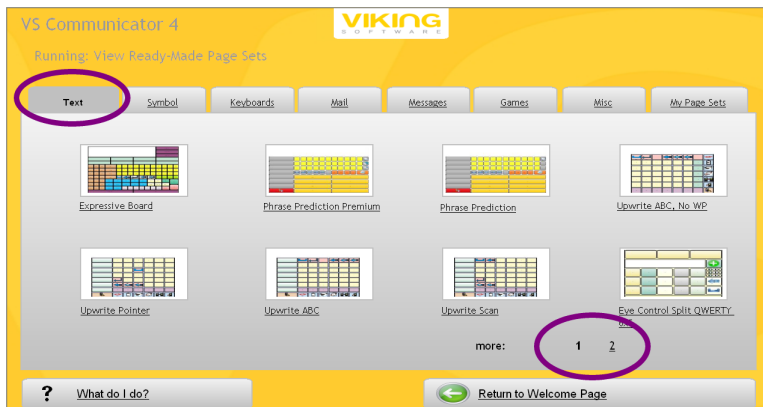 VS Communicator 4
VIKING
SOFTWARE
Running: View Ready-Made Page Sets
Text Symbol Keyboards Mail Messages Games Misc My Page Sets
Expressive Board Phrase Prediction Premium Phrase Prediction Upwrite ABC, No WP
Upwrite Pointer Upwrite ABC Upwrite Scan Eye Control Split QWERTY
more: 1 2
? What do I do? Return to Welcome Page